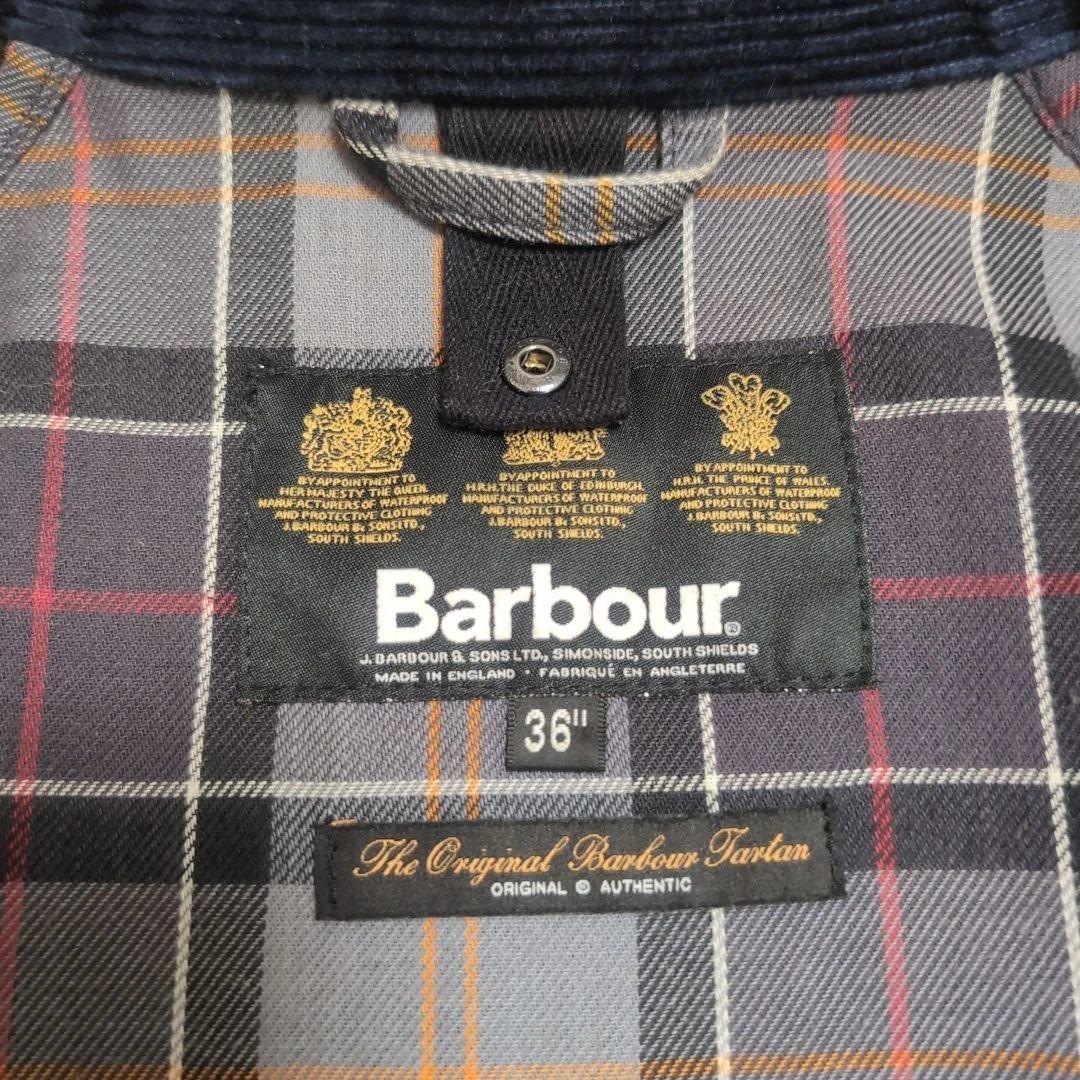 BY APPOINTMENT TO
HER MAJESTY THE QUEEN
MANUFACTURERS OF WATERPROOF
AND PROTECTIVE CLOTHING
J.BARBOUR & SONS LTD,
SOUTH SHIELDS.
BY APPOINTMENT TO
H.R.H. THE DUKE OF EDINBURGH,
MANUFACTURERS OF WATERPROOF
AND PROTECTIVE CLOTHING
J.BARBOUR & SONS LTD,
SOUTH SHIELDS.
BY APPOINTMENT TO
H.R.H. THE PRINCE OF WALES,
MANUFACTURERS OF WATERPROOF
AND PROTECTIVE CLOTHING
J.BARBOUR & SONS LTD,
SOUTH SHIELDS.
Barbour®
J. BARBOUR & SONS LTD., SIMONSIDE, SOUTH SHIELDS
MADE IN ENGLAND · FABRIQUÉ EN ANGLETERRE
36"
The Original Barbour Tartan
ORIGINAL ® AUTHENTIC